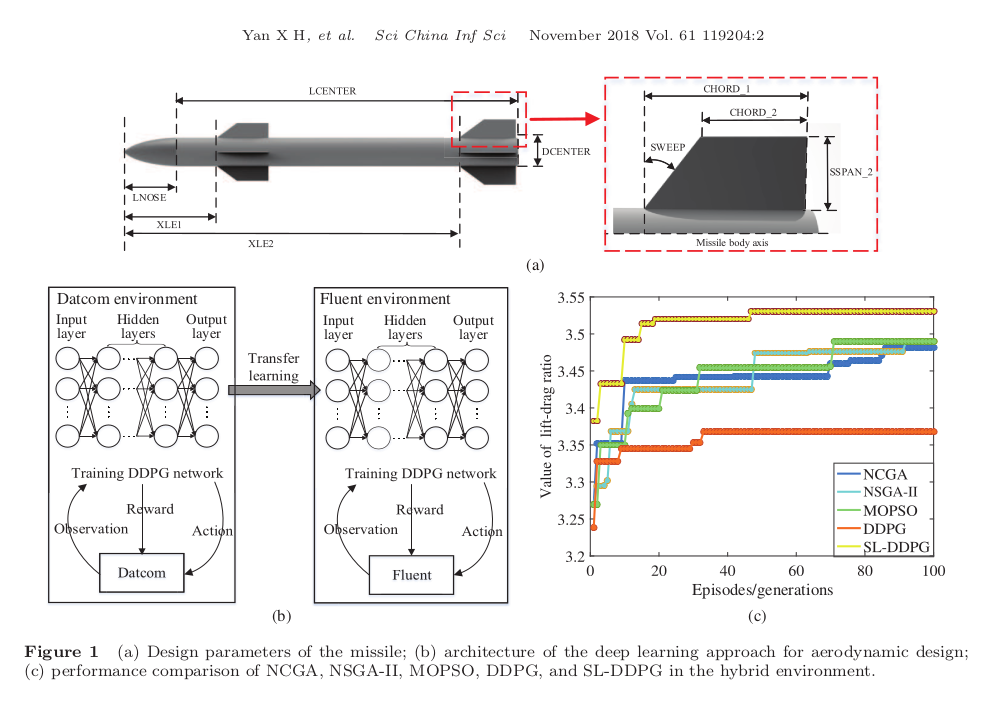 Yan X H, et al. Sci China Inf Sci November 2018 Vol. 61 119204:2
LCENTER
DCENTER
LNOSE
XLE1
XLE2
CHORD_1
CHORD_2
SWEEP
SSPAN_2
Missile body axis
(a)
Datcom environment
Input layer
Hidden layers
Output layer
Training DDPG network
Observation
Reward
Action
Datcom
Transfer learning
Fluent environment
Input layer
Hidden layers
Output layer
Training DDPG network
Observation
Reward
Action
Fluent
(b)
Value of lift-drag ratio
3.55
3.5
3.45
3.4
3.35
3.3
3.25
3.2
0 20 40 60 80 100
Episodes/generations
NCGA
NSGA-II
MOPSO
DDPG
SL-DDPG
(c)
Figure 1 (a) Design parameters of the missile; (b) architecture of the deep learning approach for aerodynamic design;
(c) performance comparison of NCGA, NSGA-II, MOPSO, DDPG, and SL-DDPG in the hybrid environment.